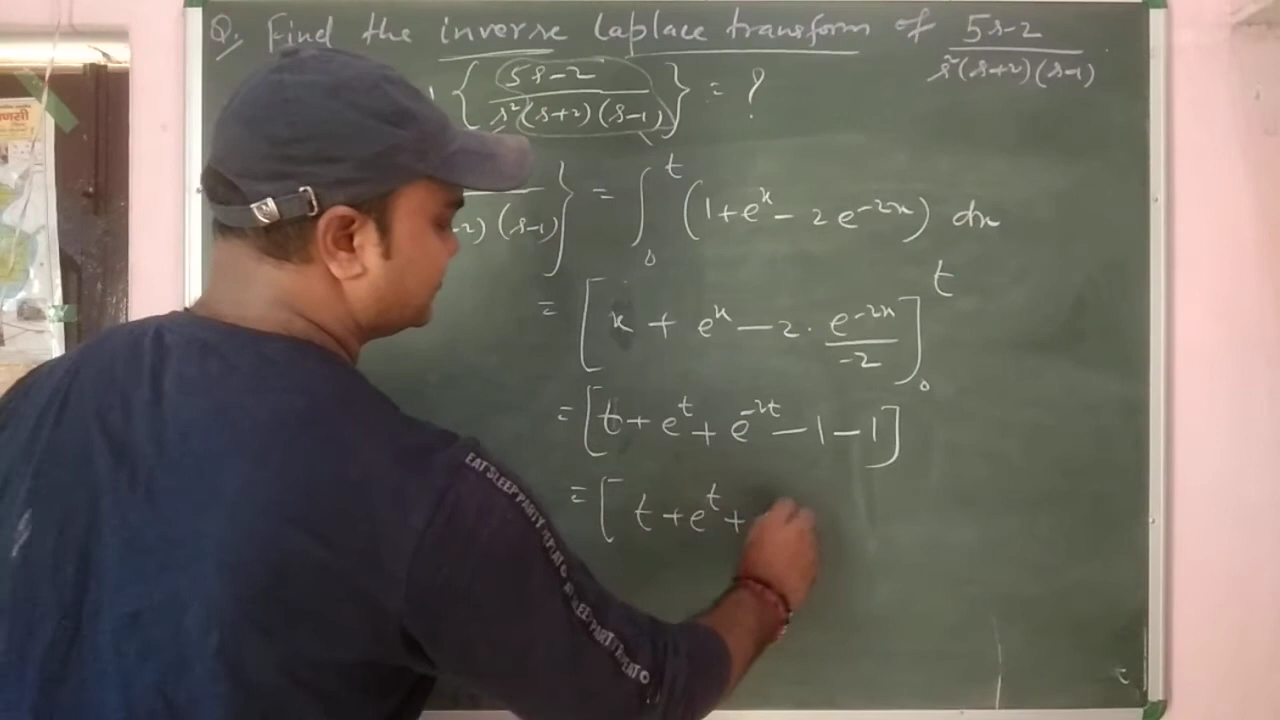 Q. Find the inverse Laplace transform of 5s-2 / s²(s+2)(s-1)
{ 5s-2 / s²(s+2)(s-1) } = ?
-2)(s-1) } = ∫₀ᵗ (1+eˣ-2e⁻²ˣ) dx
= [x + eˣ - 2 · e⁻²ˣ / -2]₀ᵗ
= [t + eᵗ + e⁻²ᵗ - 1 - 1]
= [ t + eᵗ +
EAT SLEEP PARTY REPEAT